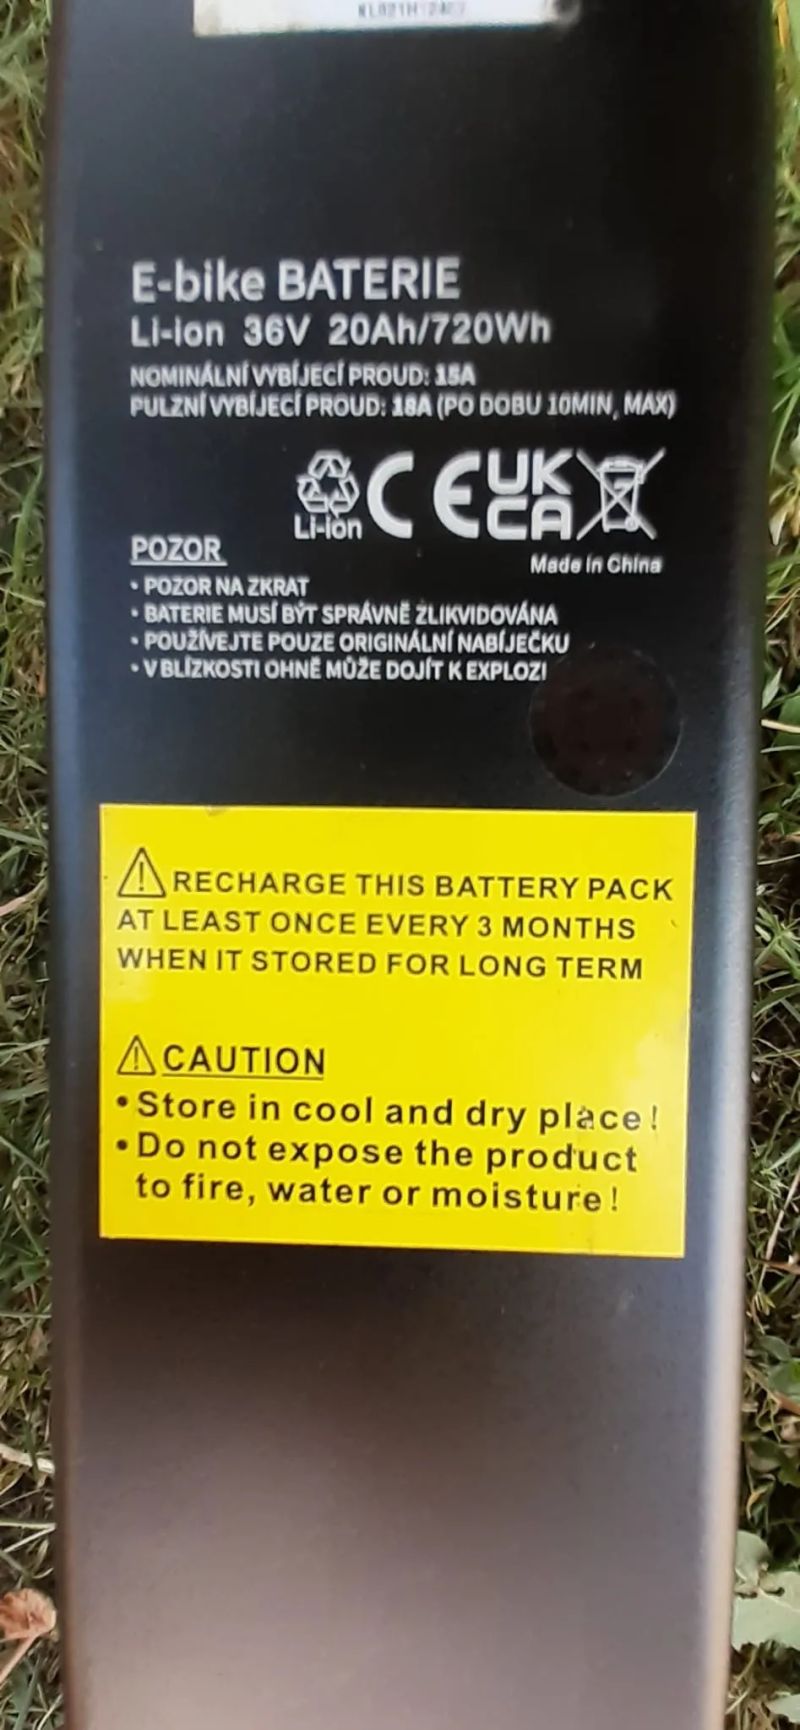 E-bike BATERIE
Li-ion 36V 20Ah/720Wh
NOMINÁLNÍ VYBÍJECÍ PROUD: 15A
PULZNÍ VYBÍJECÍ PROUD: 18A (PO DOBU 10MIN, MAX)
Li-ion
CE UK CA
Made in China
POZOR
• POZOR NA ZKRAT
• BATERIE MUSÍ BÝT SPRÁVNĚ ZLIKVIDOVÁNA
• POUŽÍVEJTE POUZE ORIGINÁLNÍ NABÍJEČKU
• V BLÍZKOSTI OHNĚ MŮŽE DOJÍT K EXPLOZI
RECHARGE THIS BATTERY PACK
AT LEAST ONCE EVERY 3 MONTHS
WHEN IT STORED FOR LONG TERM
CAUTION
•Store in cool and dry place!
•Do not expose the product
to fire, water or moisture!